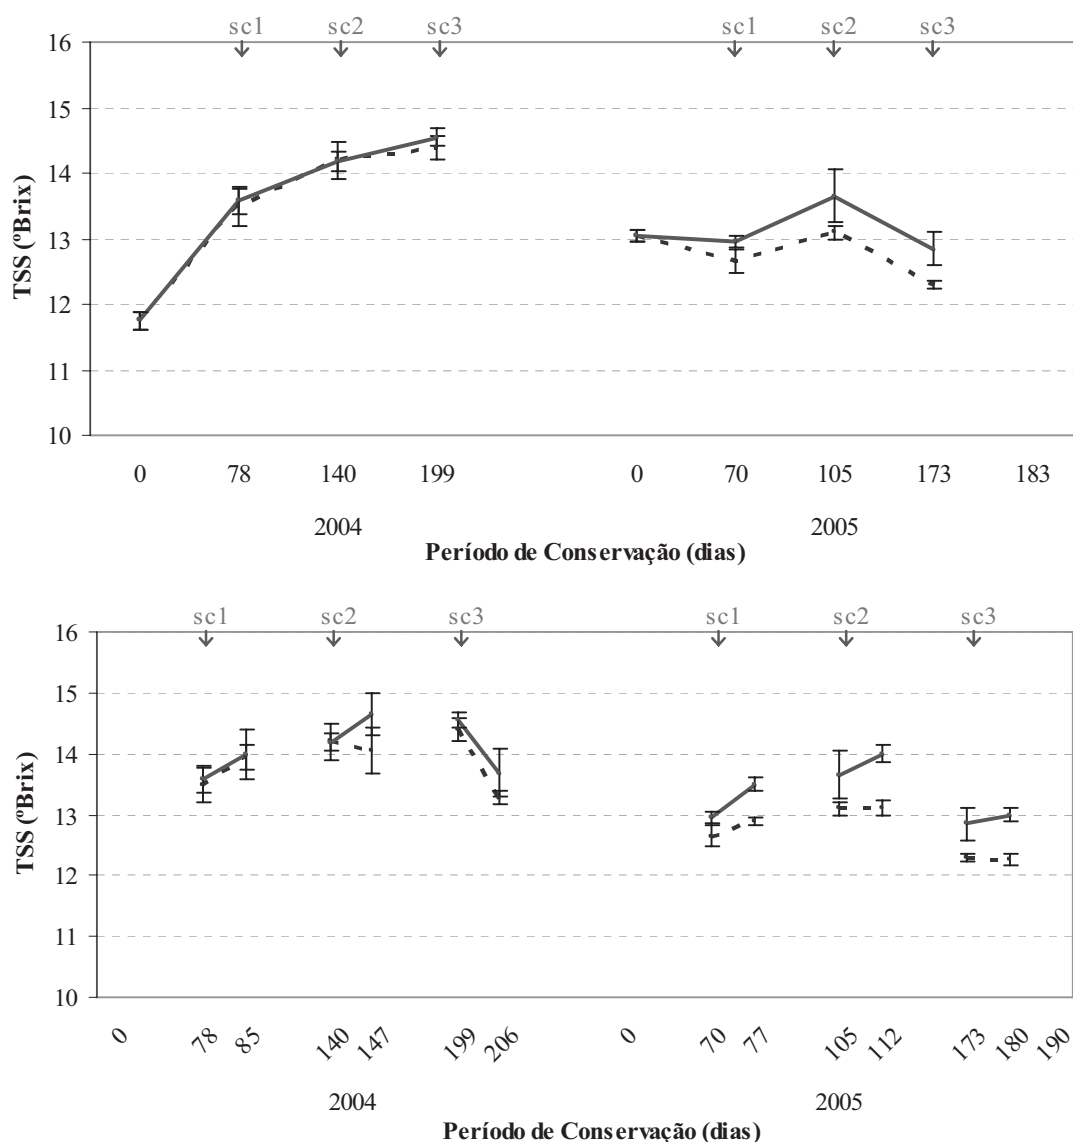 sc1 sc2 sc3 sc1 sc2 sc3
16
15
14
13
12
11
10
TSS (ºBrix)
0 78 140 199 0 70 105 173 183
2004 2005
Período de Conservação (dias)
sc1 sc2 sc3 sc1 sc2 sc3
16
15
14
13
12
11
10
TSS (ºBrix)
0 78 85 140 147 199 206 0 70 77 105 112 173 180 190
2004 2005
Período de Conservação (dias)